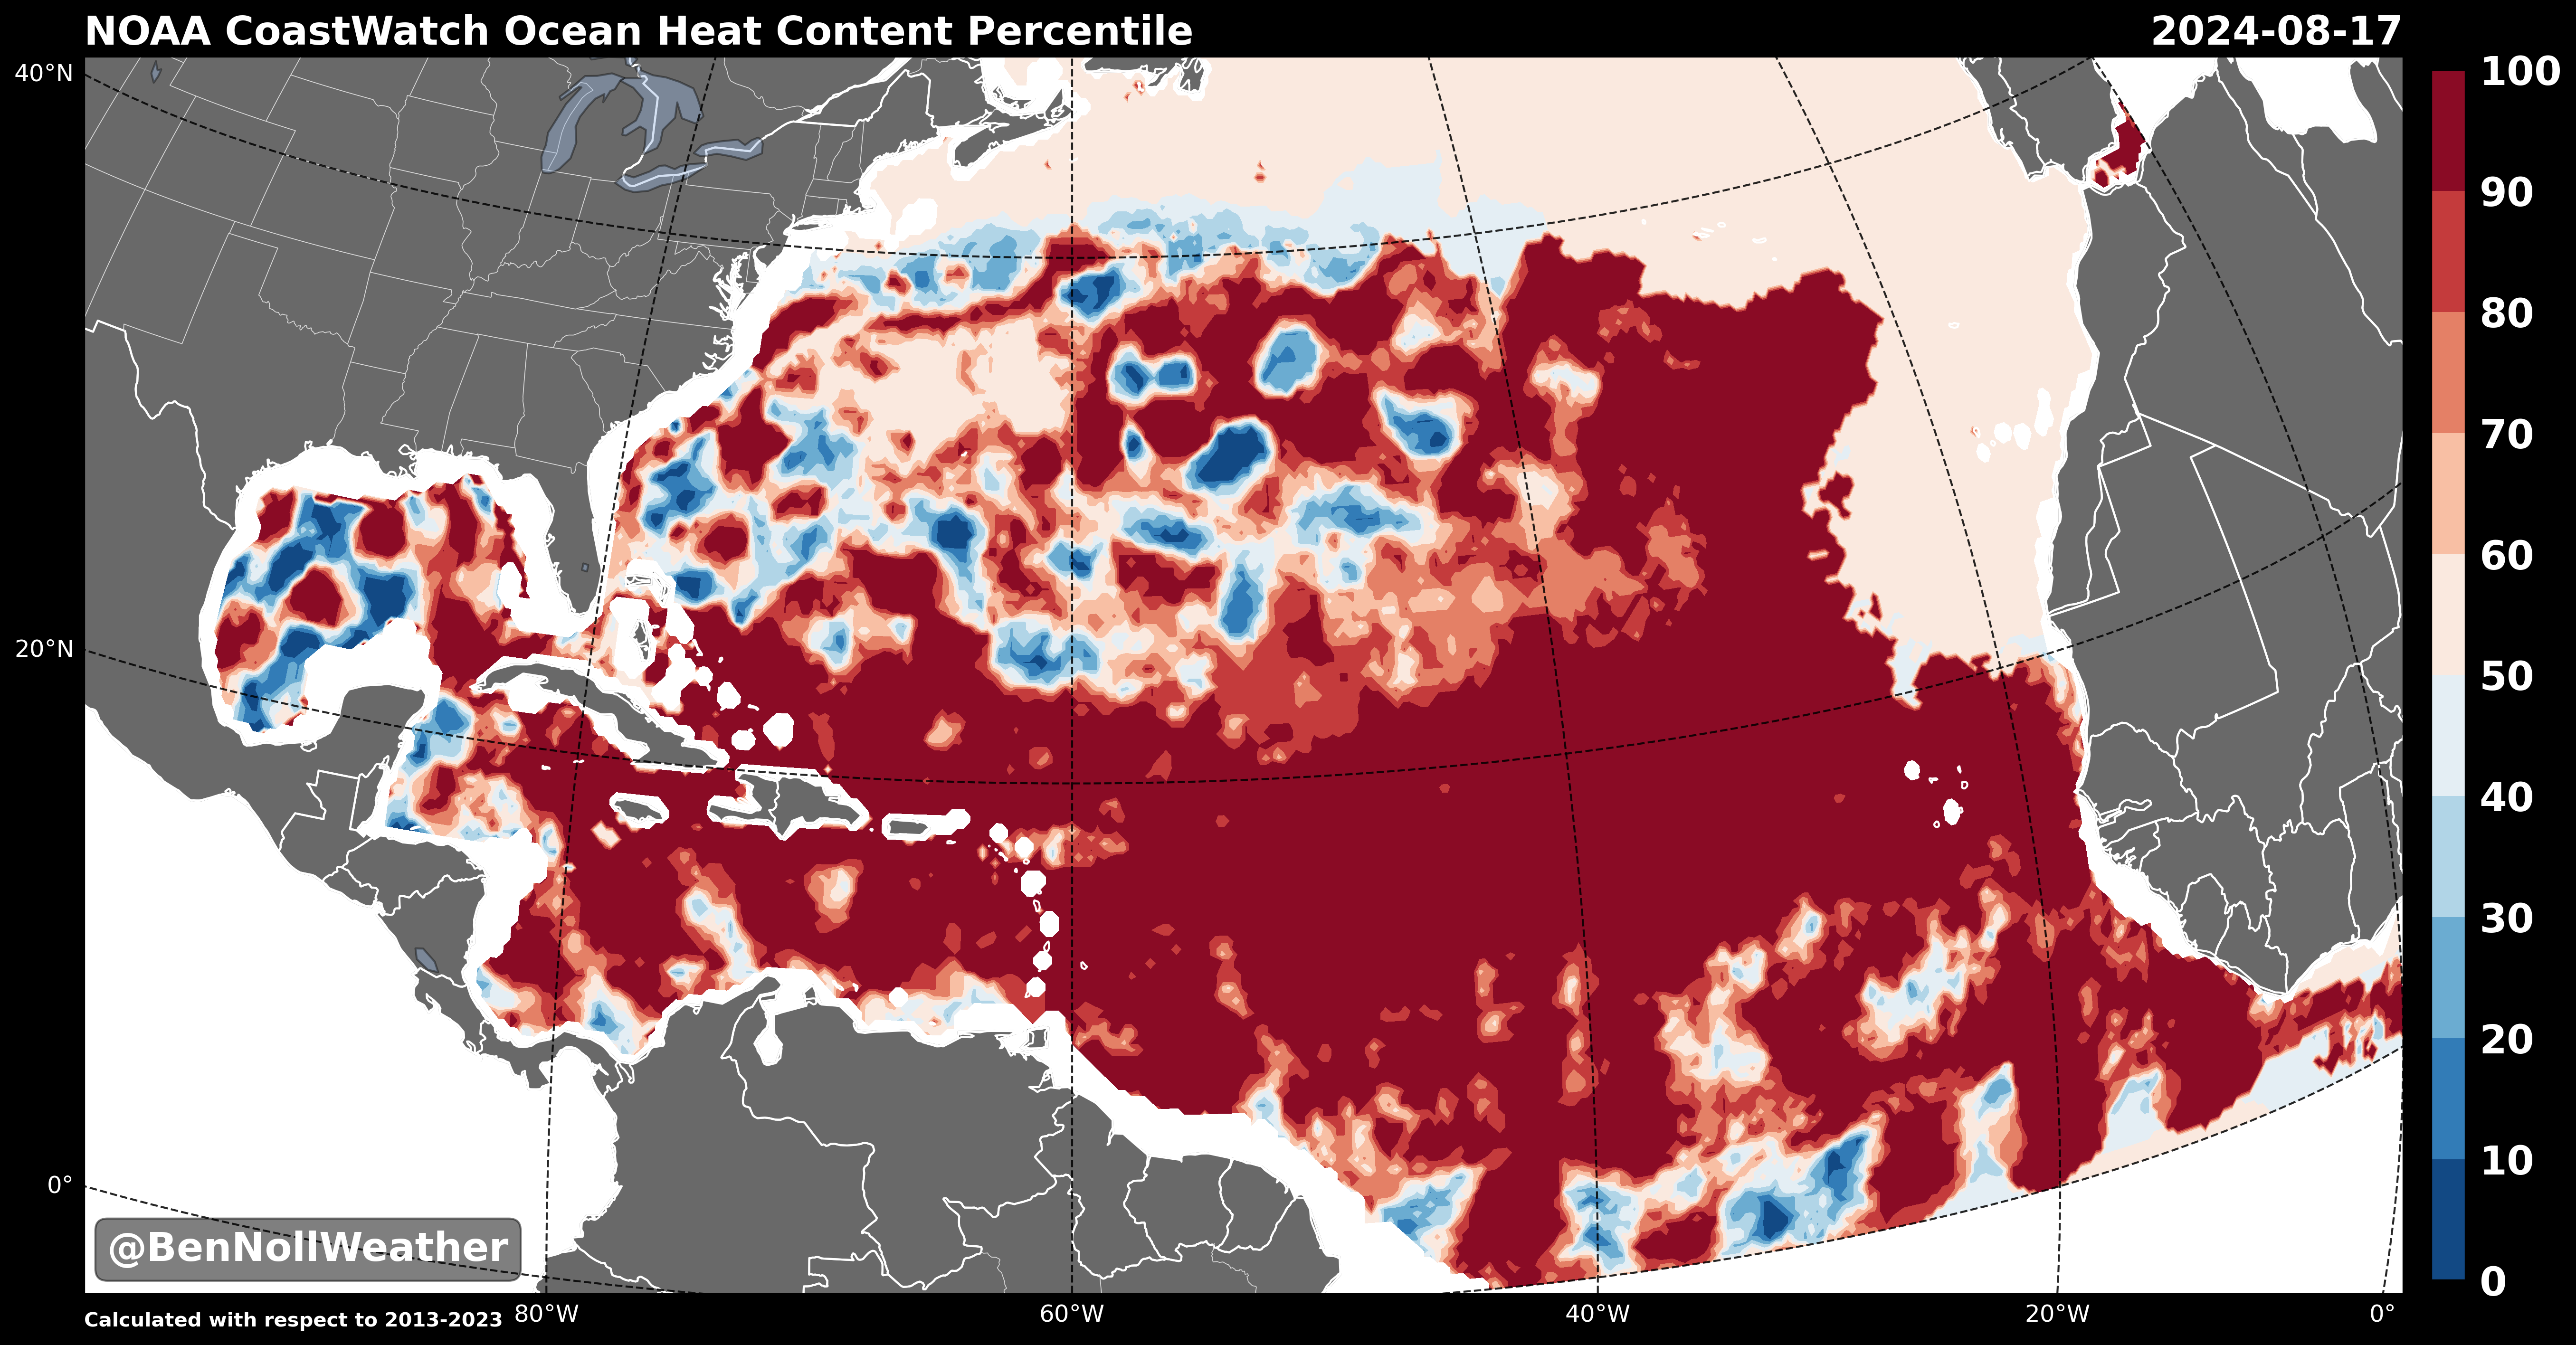 NOAA CoastWatch Ocean Heat Content Percentile
2024-08-17
40°N
20°N
0°
100
90
80
70
60
50
40
30
20
10
0
@BenNollWeather
Calculated with respect to 2013-2023
80°W
60°W
40°W
20°W
0°